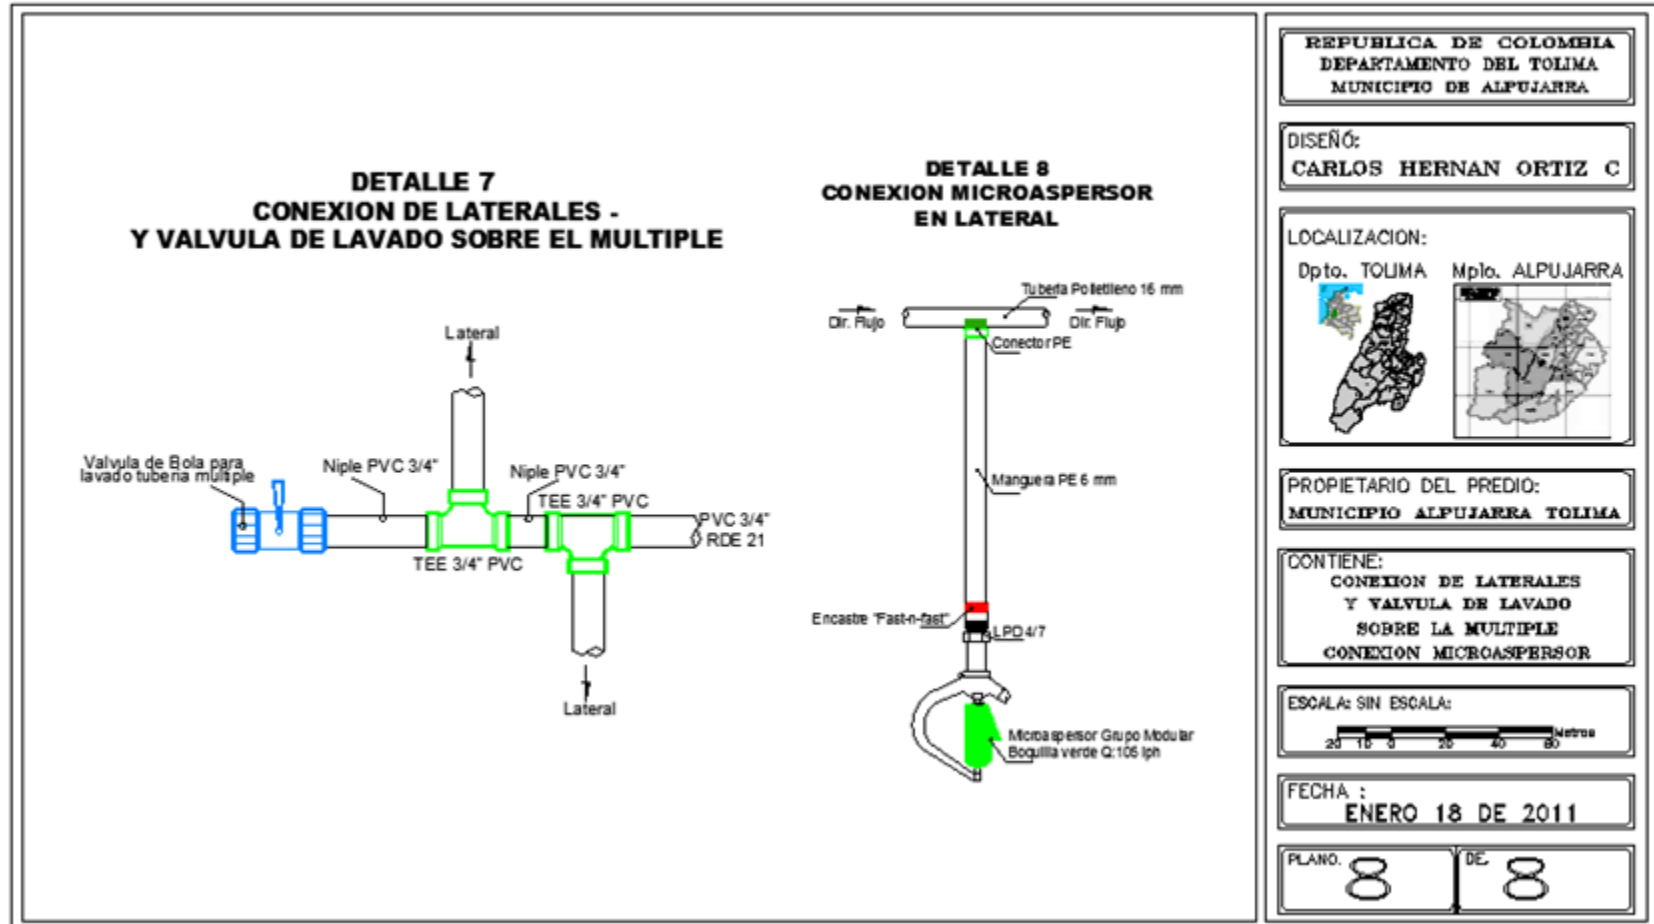 DETALLE 7
CONEXION DE LATERALES -
Y VALVULA DE LAVADO SOBRE EL MULTIPLE
Lateral
Valvula de Bola para
lavado tuberia multiple
Niple PVC 3/4"
Niple PVC 3/4"
TEE 3/4" PVC
PVC 3/4"
RDE 21
TEE 3/4" PVC
Lateral
DETALLE 8
CONEXION MICROASPERSOR
EN LATERAL
Tuberia Polietileno 16 mm
Dir. Flujo
Dir. Flujo
Conector PE
Manguera PE 6 mm
Encastre "Fast-n-fast"
LPD 4/7
Microaspersor Grupo Modular
Boquilla verde Q:105 lph
REPUBLICA DE COLOMBIA
DEPARTAMENTO DEL TOLIMA
MUNICIPIO DE ALPUJARRA
DISEÑÓ:
CARLOS HERNAN ORTIZ C
LOCALIZACION:
Dpto. TOLIMA Mpio. ALPUJARRA
PROPIETARIO DEL PREDIO:
MUNICIPIO ALPUJARRA TOLIMA
CONTIENE:
CONEXION DE LATERALES
Y VALVULA DE LAVADO
SOBRE LA MULTIPLE
CONEXION MICROASPERSOR
ESCALA: SIN ESCALA:
Metros
20 10 0 20 40 80
FECHA :
ENERO 18 DE 2011
PLANO. 8 DE. 8